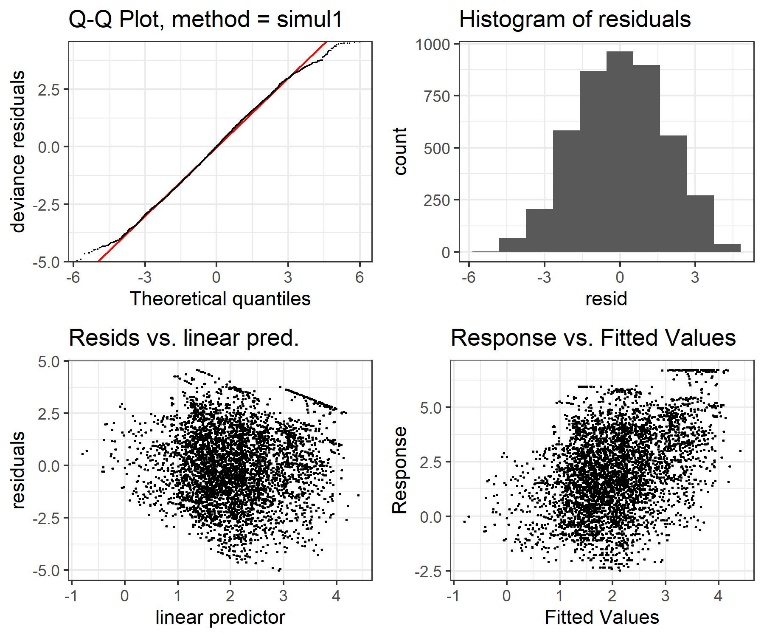 Q-Q Plot, method = simul1
deviance residuals
2.5
0.0
-2.5
-5.0
-6 -3 0 3 6
Theoretical quantiles
Histogram of residuals
count
1000
750
500
250
0
-6 -3 0 3
resid
Resids vs. linear pred.
residuals
5.0
2.5
0.0
-2.5
-5.0
-1 0 1 2 3 4
linear predictor
Response vs. Fitted Values
Response
5.0
2.5
0.0
-2.5
-1 0 1 2 3 4
Fitted Values